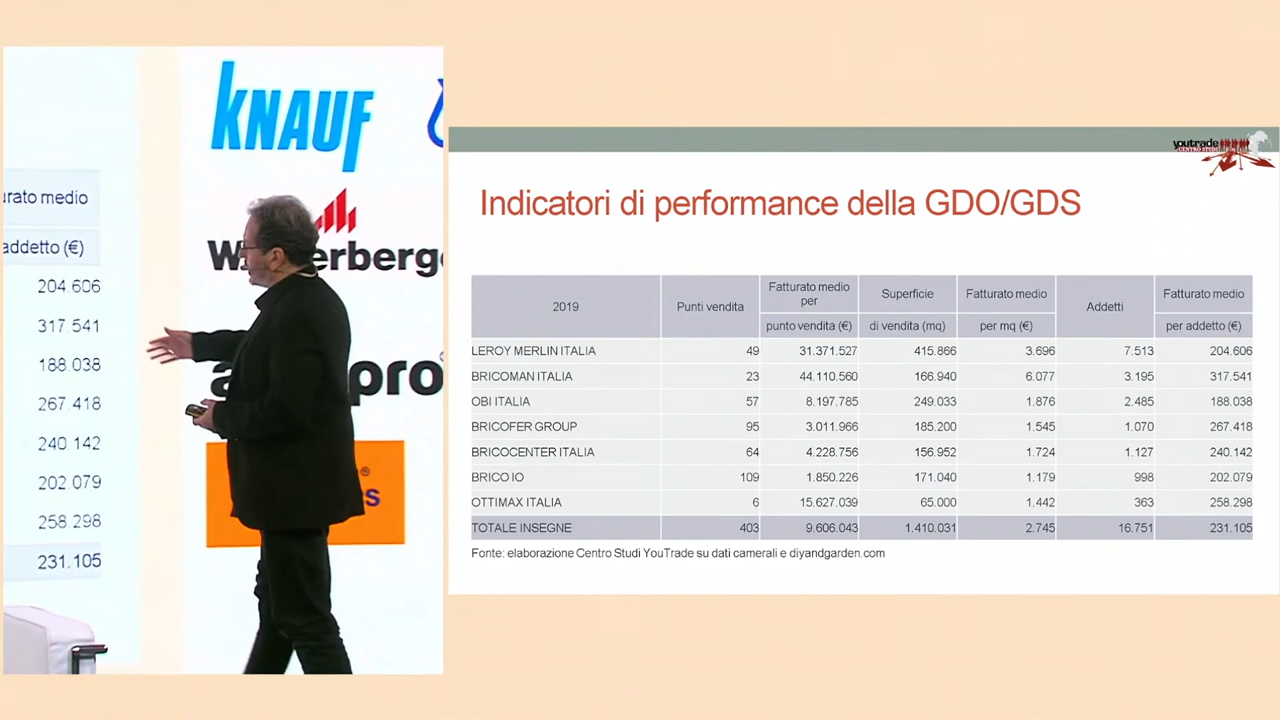 KNAUF
urato medio
addetto (€)
204.606
317.541
188.038
267.418
240.142
202.079
258.298
231.105
youtrade
CENTRO STUDI
Indicatori di performance della GDO/GDS
2019 Punti vendita Fatturato medio per punto vendita (€) Superficie di vendita (mq) Fatturato medio per mq (€) Addetti Fatturato medio per addetto (€)
LEROY MERLIN ITALIA 49 31.371.527 415.866 3.696 7.513 204.606
BRICOMAN ITALIA 23 44.110.560 166.940 6.077 3.195 317.541
OBI ITALIA 57 8.197.785 249.033 1.876 2.485 188.038
BRICOFER GROUP 95 3.011.966 185.200 1.545 1.070 267.418
BRICOCENTER ITALIA 64 4.228.756 156.952 1.724 1.127 240.142
BRICO IO 109 1.850.226 171.040 1.179 998 202.079
OTTIMAX ITALIA 6 15.627.039 65.000 1.442 363 258.298
TOTALE INSEGNE 403 9.606.043 1.410.031 2.745 16.751 231.105
Fonte: elaborazione Centro Studi YouTrade su dati camerali e diyandgarden.com